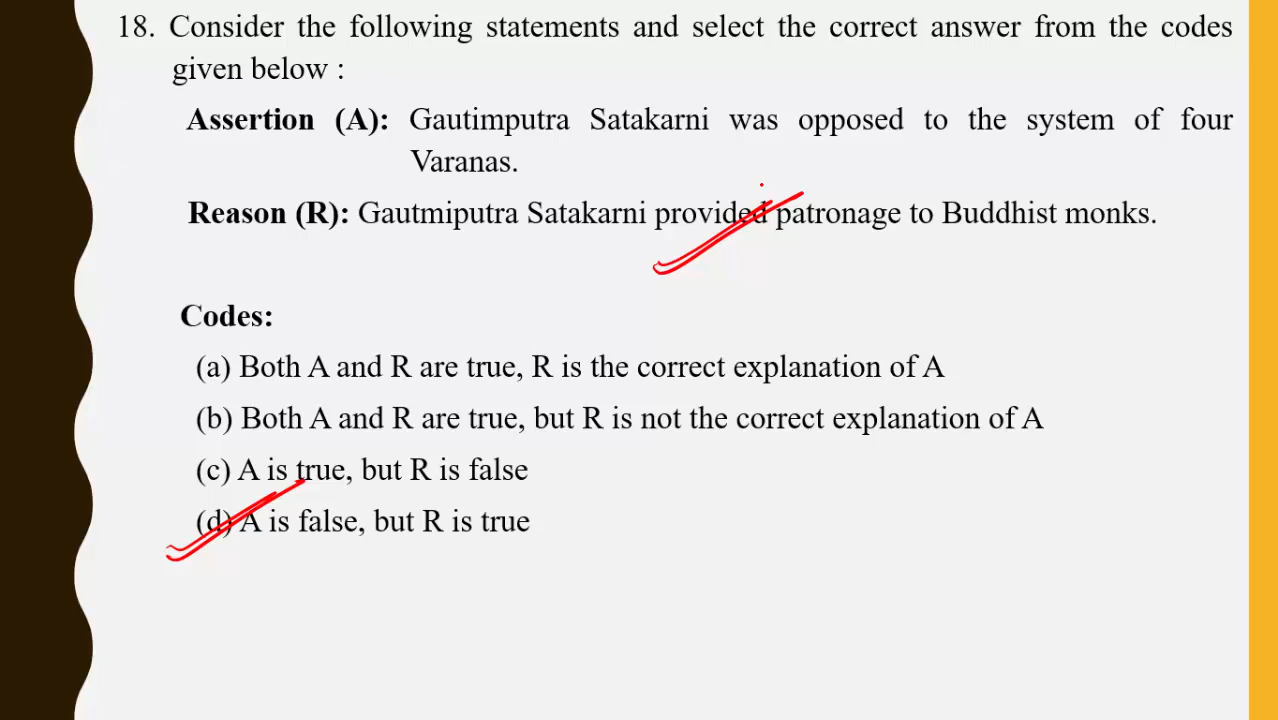 18. Consider the following statements and select the correct answer from the codes
given below :
Assertion (A): Gautimputra Satakarni was opposed to the system of four
Varanas.
Reason (R): Gautmiputra Satakarni provided patronage to Buddhist monks.
Codes:
(a) Both A and R are true, R is the correct explanation of A
(b) Both A and R are true, but R is not the correct explanation of A
(c) A is true, but R is false
(d) A is false, but R is true